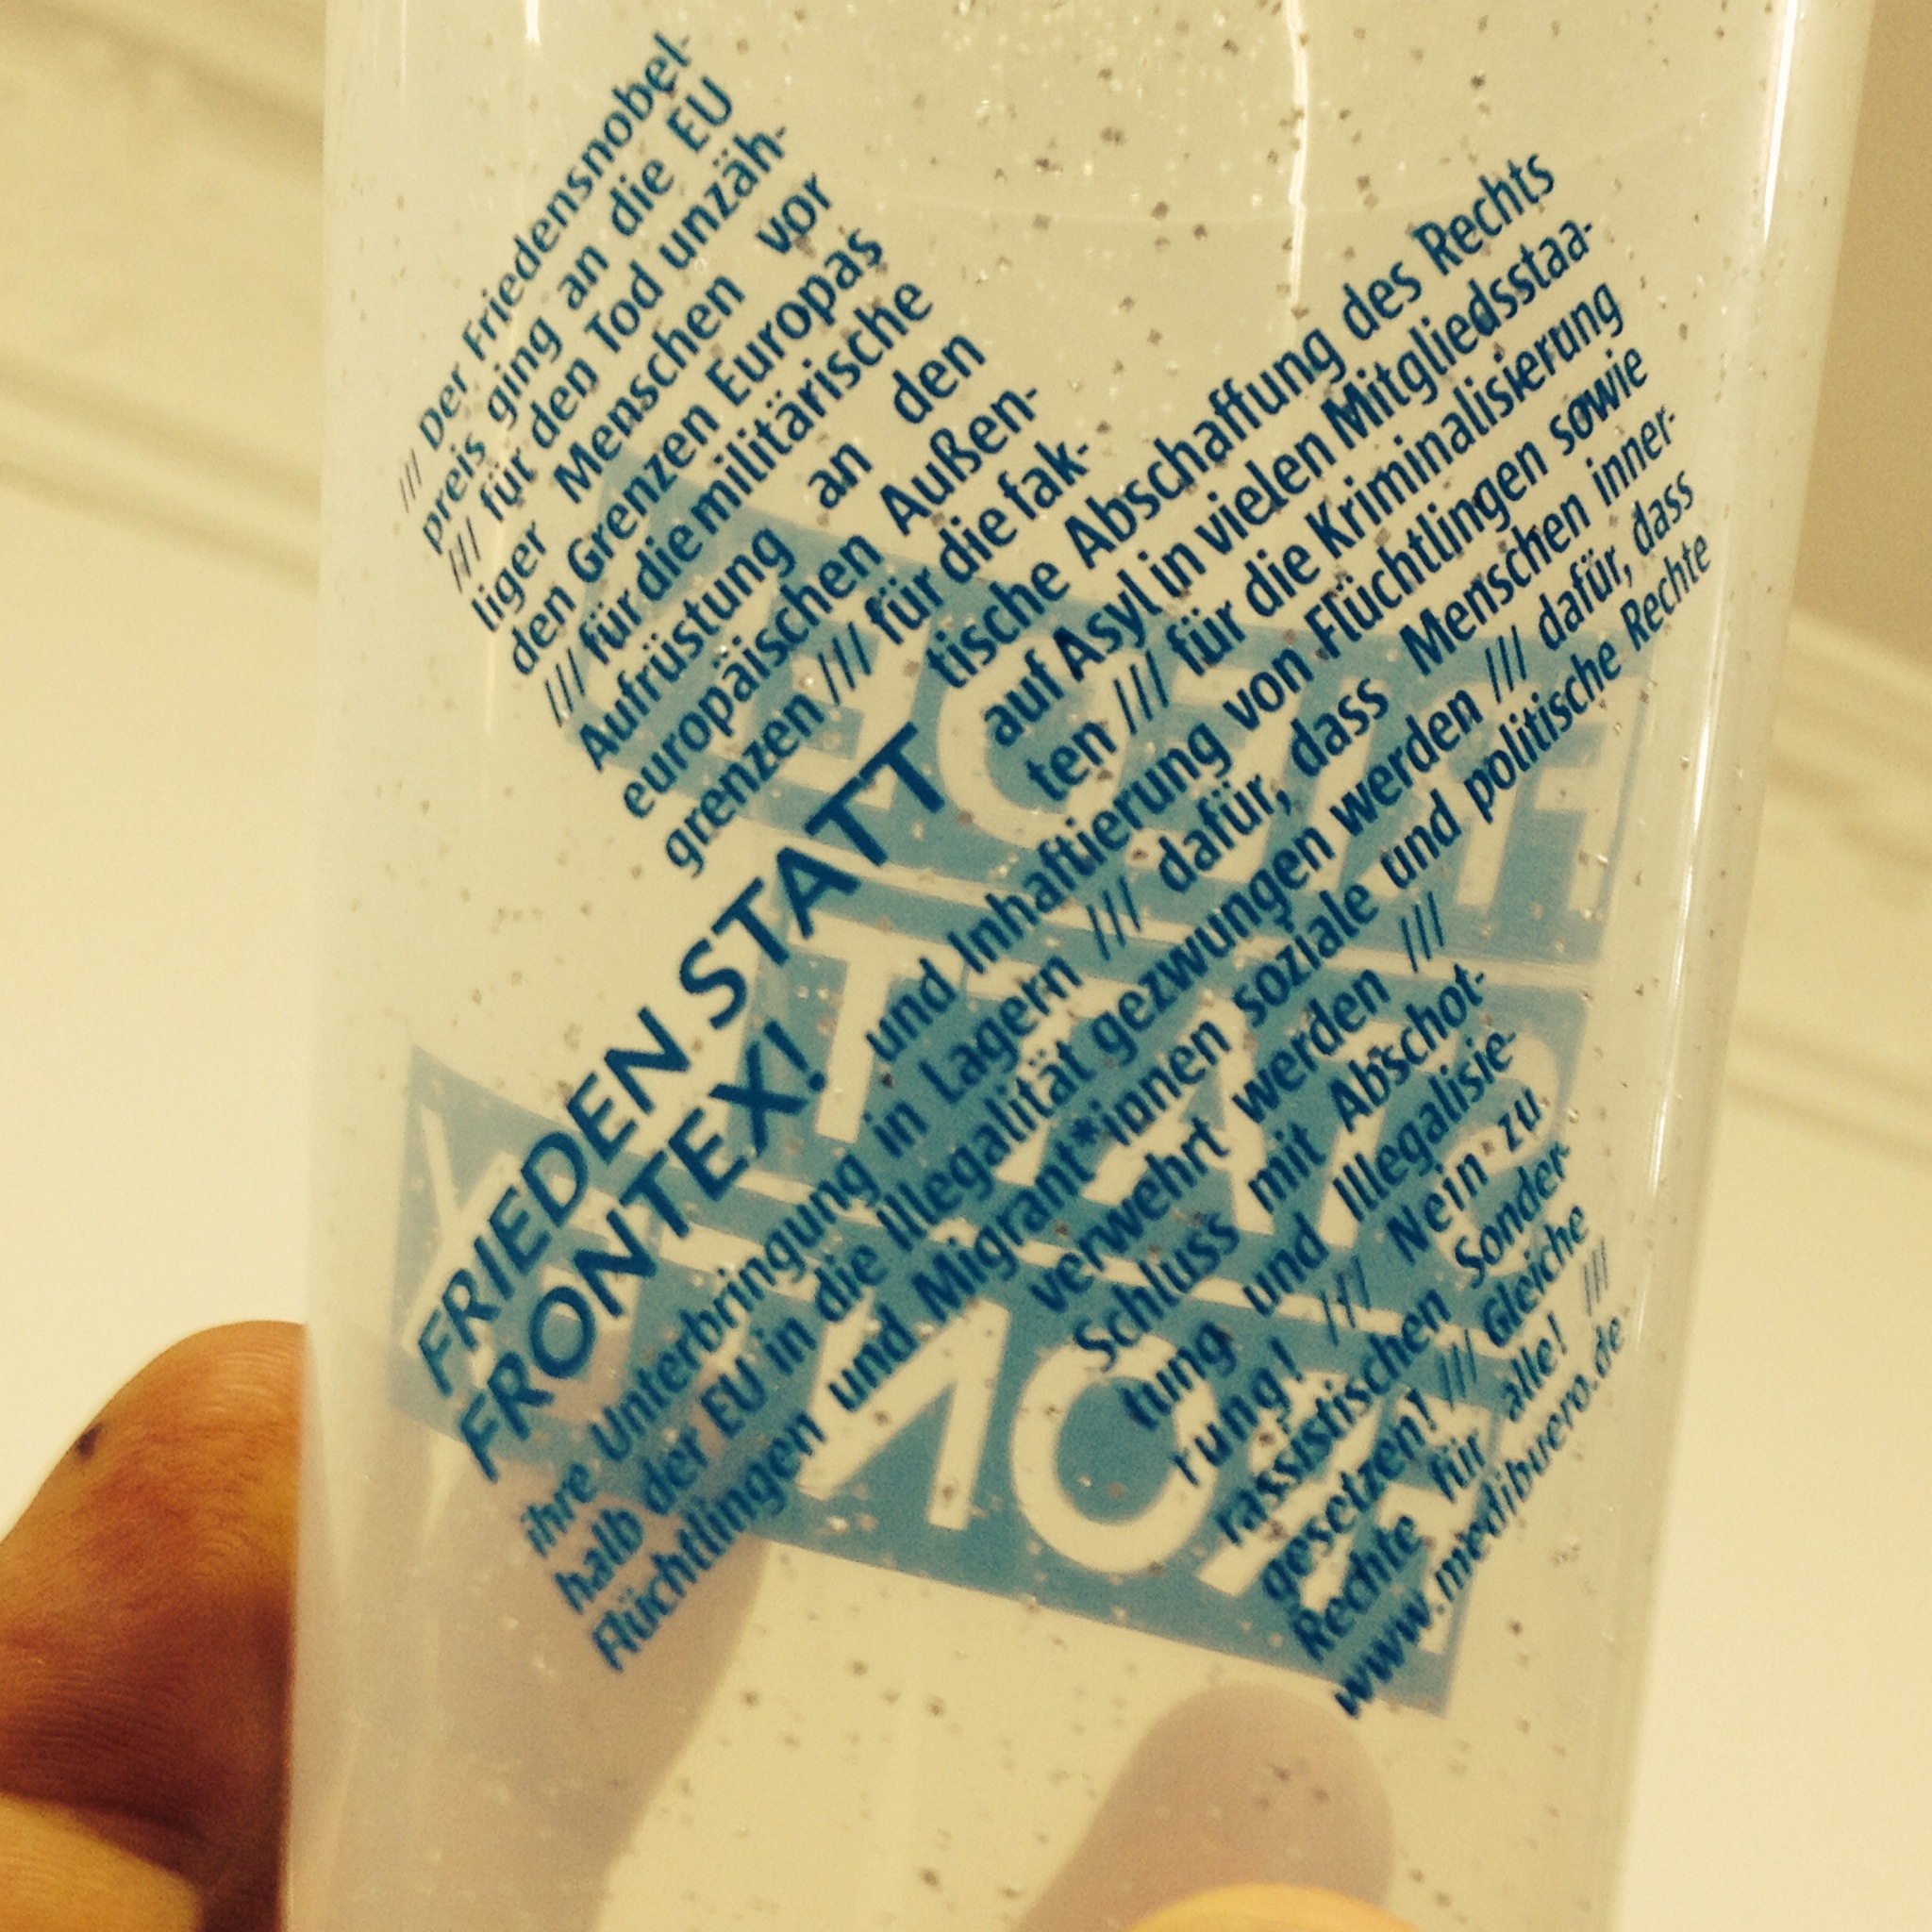 /// Der Friedensnobel-
preis ging an die EU
/// für den Tod unzäh-
liger Menschen vor
den Grenzen Europas
/// für die militärische
Aufrüstung an den
europäischen Außen-
grenzen /// für die fak-
tische Abschaffung des Rechts
auf Asyl in vielen Mitgliedsstaa-
ten /// für die Kriminalisierung
und Inhaftierung von Flüchtlingen sowie
ihre Unterbringung in Lagern /// dafür, dass Menschen inner-
halb der EU in die Illegalität gezwungen werden /// dafür, dass
Flüchtlingen und Migrant*innen soziale und politische Rechte
verwehrt werden ///
Schluss mit Abschot-
tung und Illegalisie-
rung! /// Nein zu
rassistischen Sonder-
gesetzen! /// Gleiche
Rechte für alle! ///
www.medibuero.de
FRIEDEN STATT
FRONTEX!
STATT